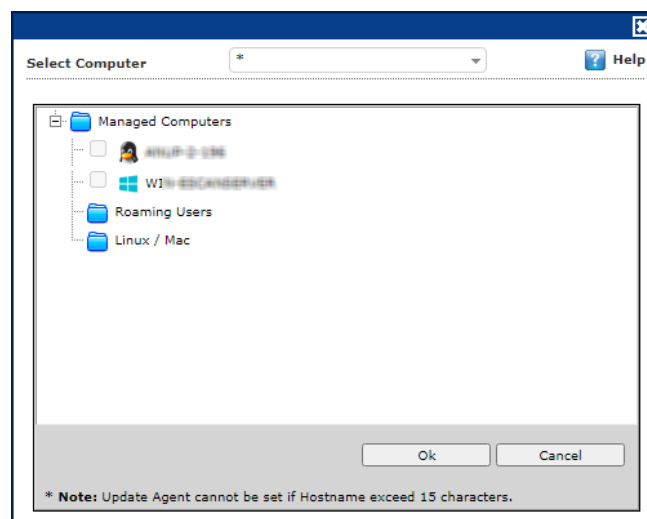 Select Computer
*
Help
Managed Computers
Roaming Users
Linux / Mac
Ok
Cancel
* Note: Update Agent cannot be set if Hostname exceed 15 characters.